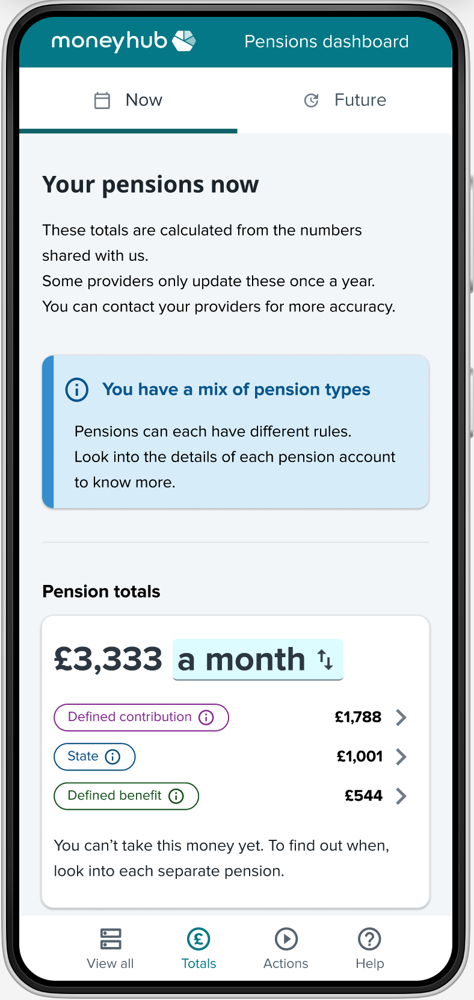 moneyhub Pensions dashboard
Now Future
Your pensions now
These totals are calculated from the numbers
shared with us.
Some providers only update these once a year.
You can contact your providers for more accuracy.
You have a mix of pension types
Pensions can each have different rules.
Look into the details of each pension account
to know more.
Pension totals
£3,333 a month
Defined contribution £1,788
State £1,001
Defined benefit £544
You can’t take this money yet. To find out when,
look into each separate pension.
View all Totals Actions Help